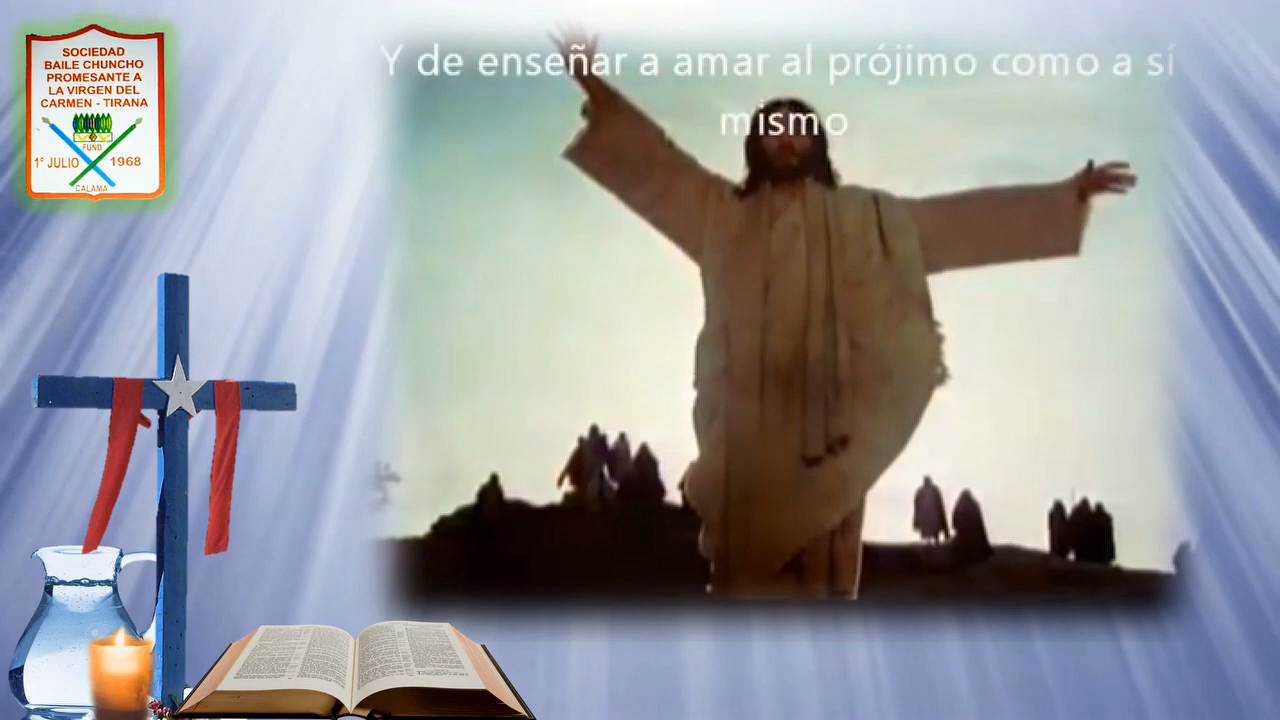 SOCIEDAD
BAILE CHUNCHO
PROMESANTE A
LA VIRGEN DEL
CARMEN - TIRANA
FUND
1° JULIO 1968
CALAMA
Y de enseñar a amar al prójimo como a sí
mismo